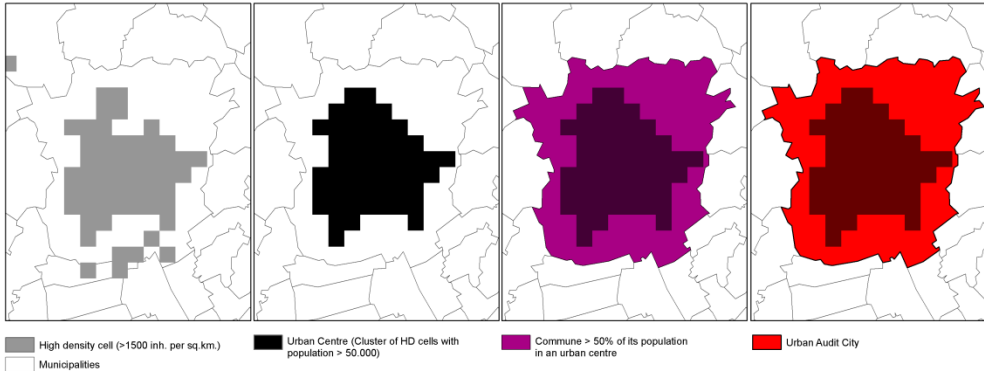 High density cell (>1500 inh. per sq.km.)
Municipalities
Urban Centre (Cluster of HD cells with
population > 50.000)
Commune > 50% of its population
in an urban centre
Urban Audit City